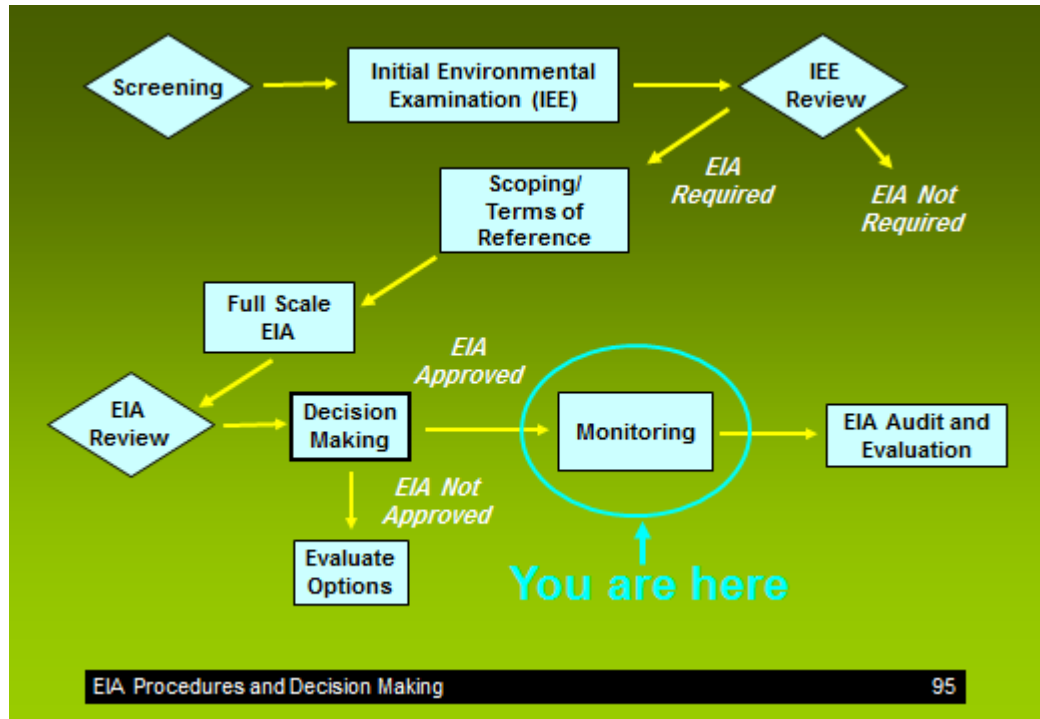 Screening
Initial Environmental
Examination (IEE)
IEE
Review
EIA
Required
EIA Not
Required
Scoping/
Terms of
Reference
Full Scale
EIA
EIA
Review
Decision
Making
EIA
Approved
Monitoring
EIA Audit and
Evaluation
EIA Not
Approved
Evaluate
Options
You are here
EIA Procedures and Decision Making
95